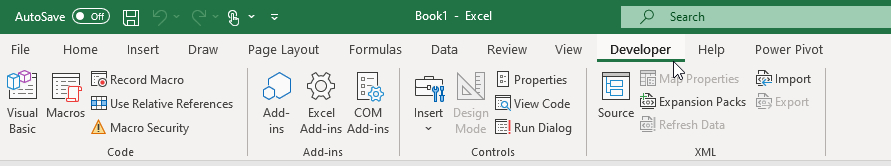 AutoSave Off Book1 - Excel Search
File Home Insert Draw Page Layout Formulas Data Review View Developer Help Power Pivot
Visual Basic
Macros
Record Macro
Use Relative References
Macro Security
Code
Add-ins
Excel Add-ins
COM Add-ins
Add-ins
Insert
Design Mode
Properties
View Code
Run Dialog
Controls
Source
Map Properties
Expansion Packs
Refresh Data
Import
Export
XML